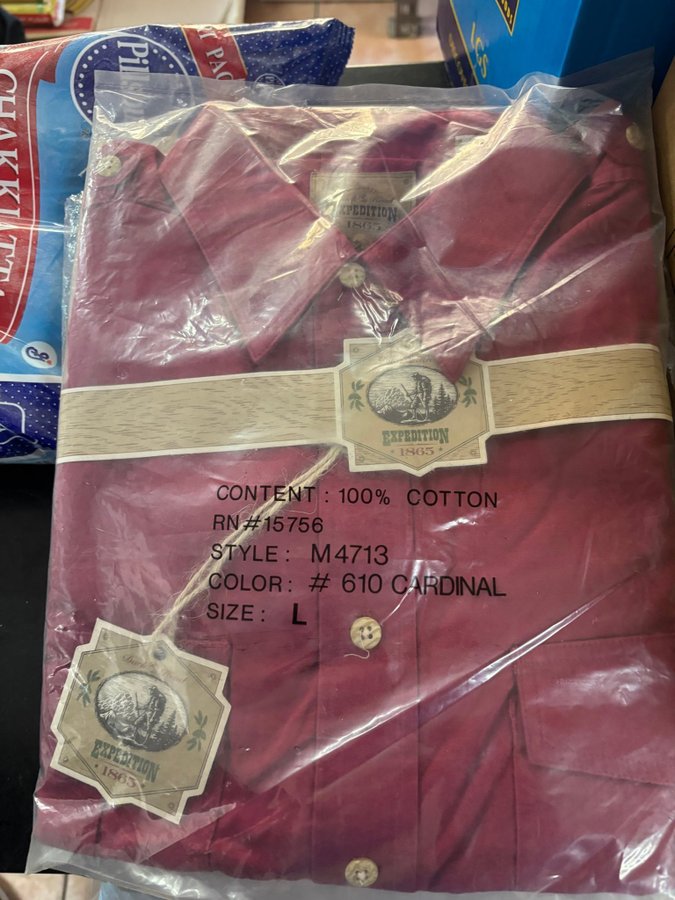 CHAKKI ATTA
EXPEDITION
1865
EXPEDITION
1865
CONTENT : 100% COTTON
RN#15756
STYLE : M4713
COLOR : # 610 CARDINAL
SIZE : L
EXPEDITION
1865